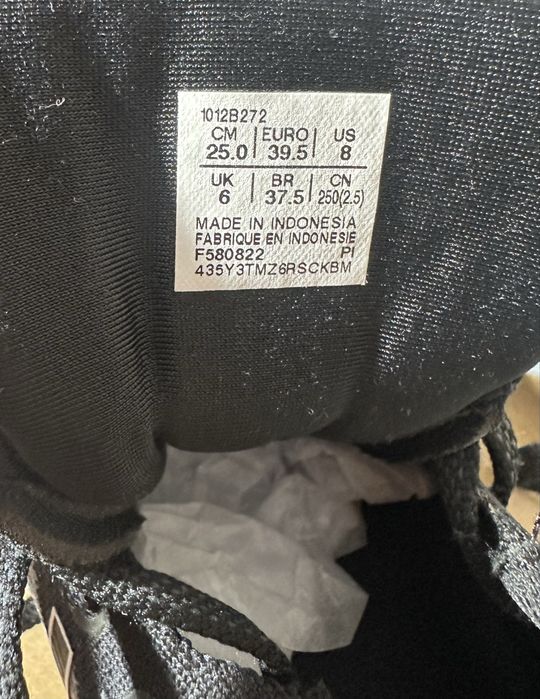 1012B272
CM | EURO | US
25.0 | 39.5 | 8
UK | BR | CN
6 | 37.5 | 250(2.5)
MADE IN INDONESIA
FABRIQUE EN INDONESIE
F580822 PI
435Y3TMZ6RSCKBM